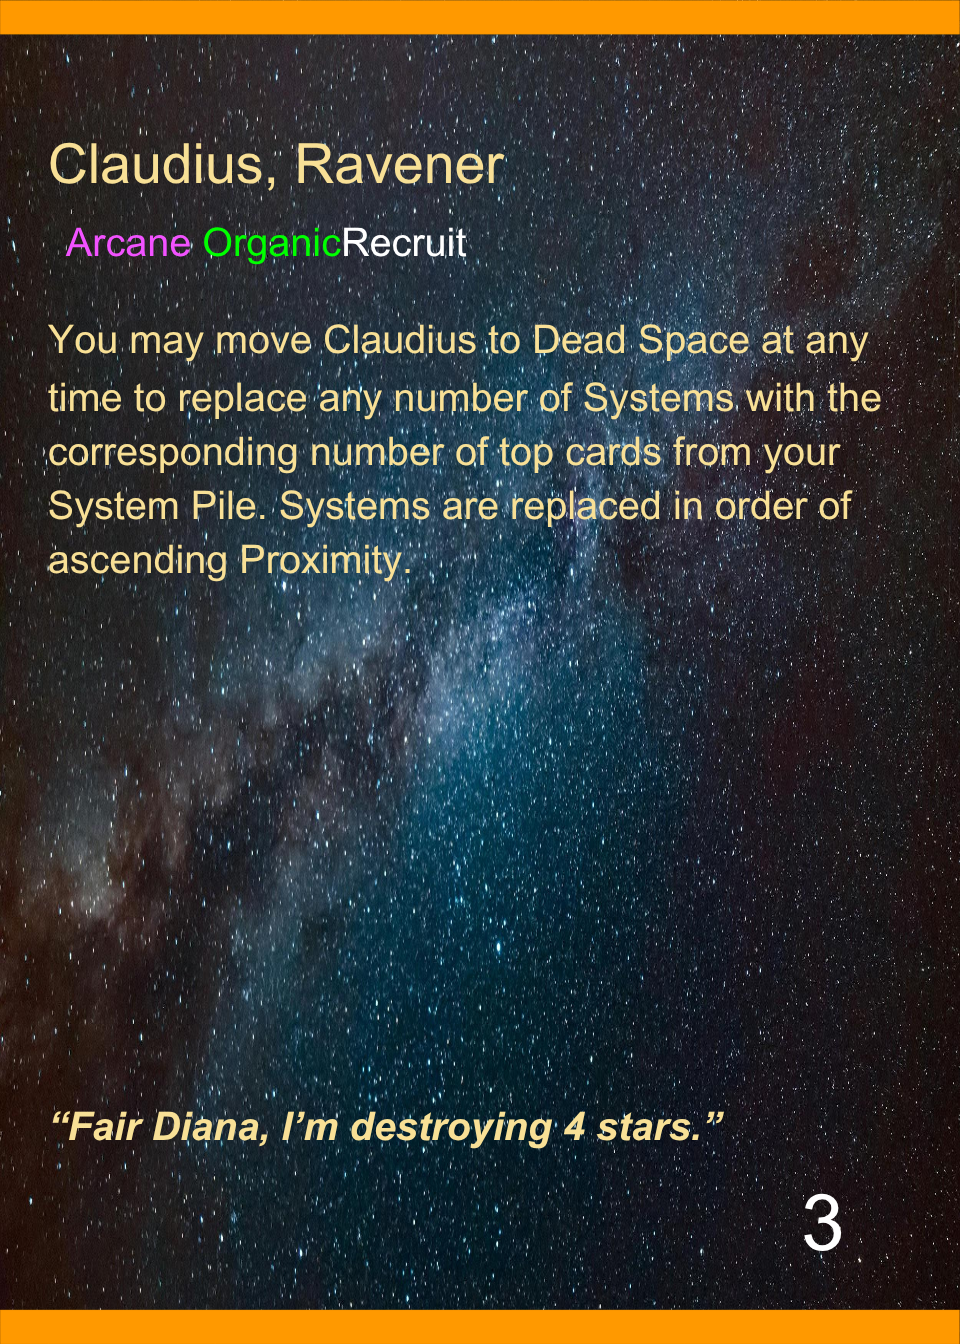 Claudius, Ravener
Arcane OrganicRecruit
You may move Claudius to Dead Space at any
time to replace any number of Systems with the
corresponding number of top cards from your
System Pile. Systems are replaced in order of
ascending Proximity.
“Fair Diana, I’m destroying 4 stars.”
3